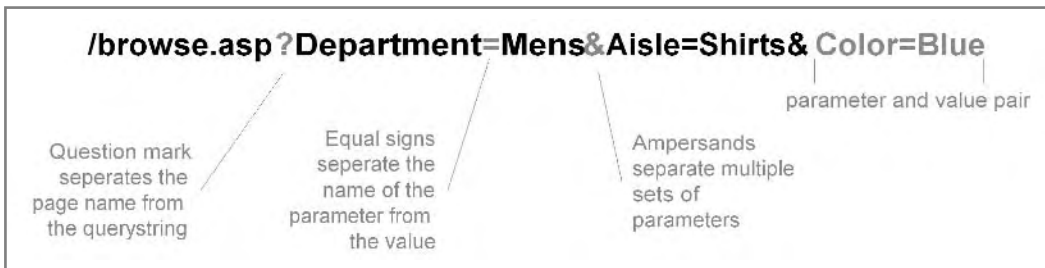 /browse.asp?Department=Mens&Aisle=Shirts& Color=Blue
parameter and value pair
Question mark
seperates the
page name from
the querystring
Equal signs
seperate the
name of the
parameter from
the value
Ampersands
separate multiple
sets of
parameters